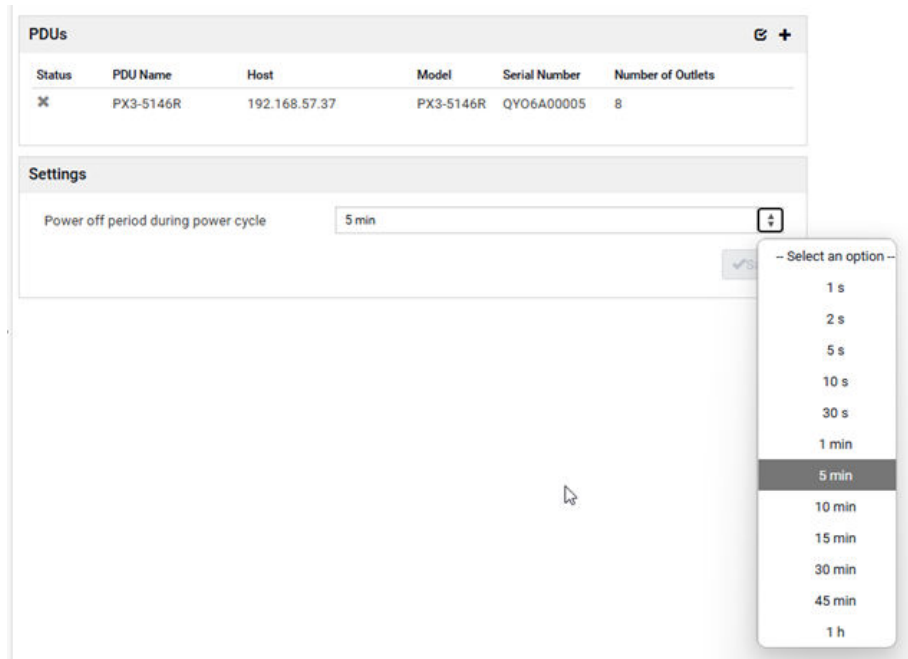 PDUs
Status PDU Name Host Model Serial Number Number of Outlets
PX3-5146R 192.168.57.37 PX3-5146R QYO6A00005 8
Settings
Power off period during power cycle 5 min
-- Select an option --
1 s
2 s
5 s
10 s
30 s
1 min
5 min
10 min
15 min
30 min
45 min
1 h